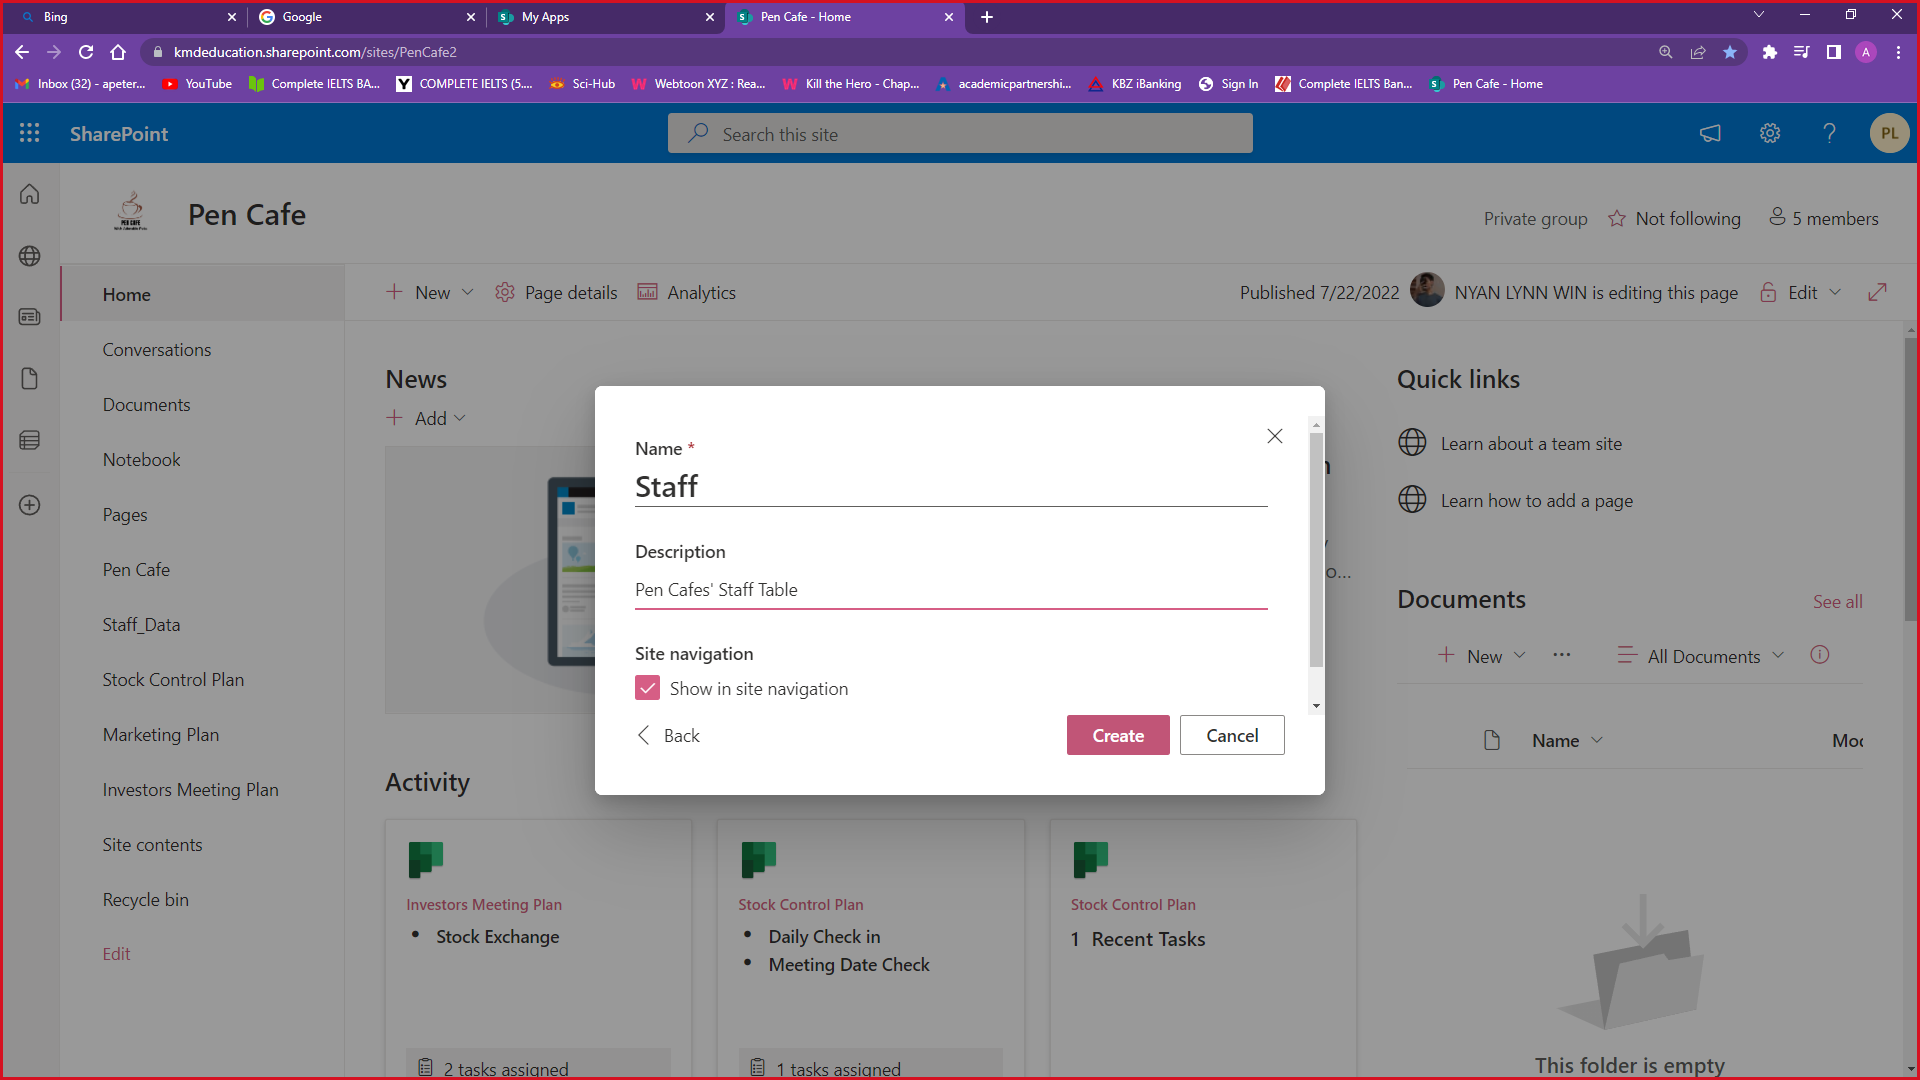 Bing
Google
My Apps
Pen Cafe - Home
kmdeducation.sharepoint.com/sites/PenCafe2
A
Inbox (32) - apeter...
YouTube
Complete IELTS BA...
COMPLETE IELTS (5....
Sci-Hub
Webtoon XYZ : Rea...
Kill the Hero - Chap...
academicpartnershi...
KBZ iBanking
Sign In
Complete IELTS Ban...
Pen Cafe - Home
SharePoint
Search this site
PL
PEN CAFE
Pen Cafe
Private group
Not following
5 members
Home
Conversations
Documents
Notebook
Pages
Pen Cafe
Staff_Data
Stock Control Plan
Marketing Plan
Investors Meeting Plan
Site contents
Recycle bin
Edit
New
Page details
Analytics
Published 7/22/2022
NYAN LYNN WIN is editing this page
Edit
News
Add
Name *
Staff
Description
Pen Cafes' Staff Table
Site navigation
Show in site navigation
Back
Create
Cancel
Quick links
Learn about a team site
Learn how to add a page
Documents
See all
New
All Documents
Name
This folder is empty
Activity
Investors Meeting Plan
• Stock Exchange
2 tasks assigned
Stock Control Plan
• Daily Check in
• Meeting Date Check
1 tasks assigned
Stock Control Plan
1 Recent Tasks